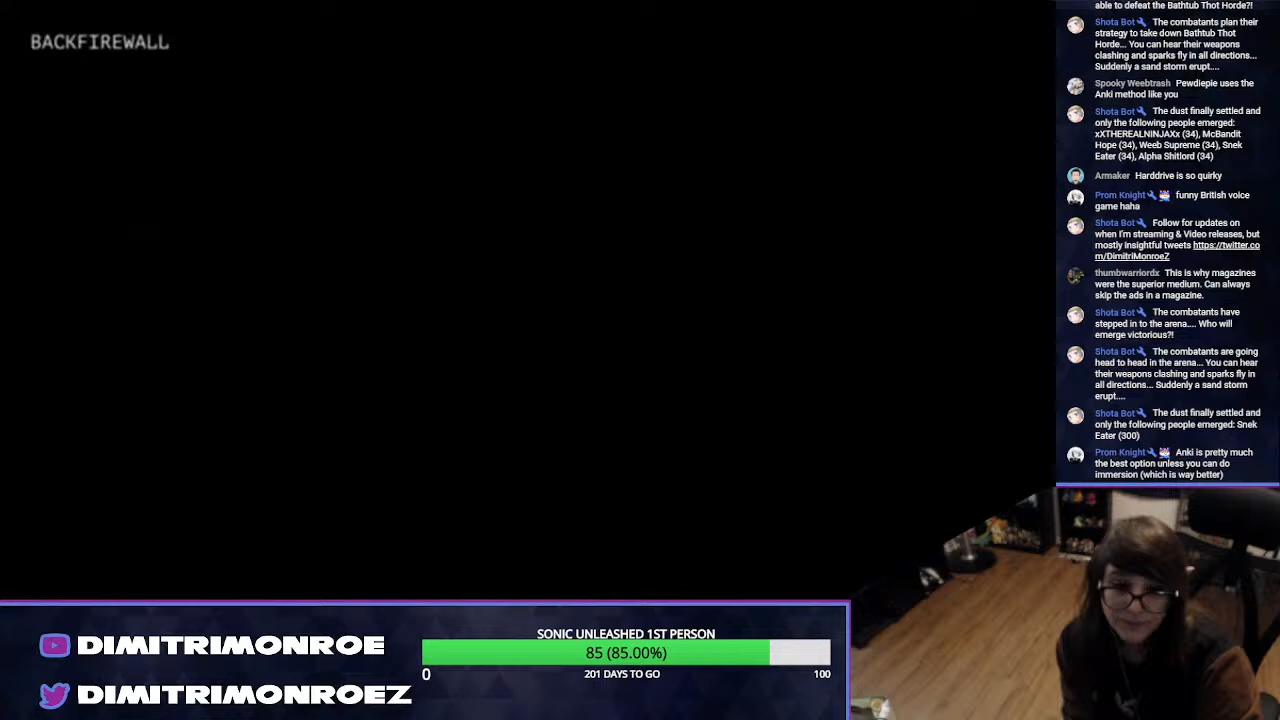 BACKFIREWALL
able to defeat the Bathtub Thot
Horde?!
Shota Bot The combatants plan their
strategy to take down Bathtub Thot
Horde... You can hear their weapons
clashing and sparks fly in all directions...
Suddenly a sand storm erupt....
Spooky Weebtrash Pewdiepie uses the
Anki method like you
Shota Bot The dust finally settled and
only the following people emerged:
xXTHEREALNINJAXx (34), McBandit
Hope (34), Weeb Supreme (34), Snek
Eater (34), Alpha Shitlord (34)
Armaker Harddrive is so quirky
Prom Knight funny British voice
game haha
Shota Bot Follow for updates on
when I'm streaming & Video releases, but
mostly insightful tweets https://twitter.co
m/DimitriMonroeZ
thumbwarriordx This is why magazines
were the superior medium. Can always
skip the ads in a magazine.
Shota Bot The combatants have
stepped in to the arena.... Who will
emerge victorious?!
Shota Bot The combatants are going
head to head in the arena... You can hear
their weapons clashing and sparks fly in
all directions... Suddenly a sand storm
erupt....
Shota Bot The dust finally settled and
only the following people emerged: Snek
Eater (300)
Prom Knight Anki is pretty much
the best option unless you can do
immersion (which is way better)
DIMITRIMONROE
DIMITRIMONROEZ
SONIC UNLEASHED 1ST PERSON
85 (85.00%)
0 201 DAYS TO GO 100